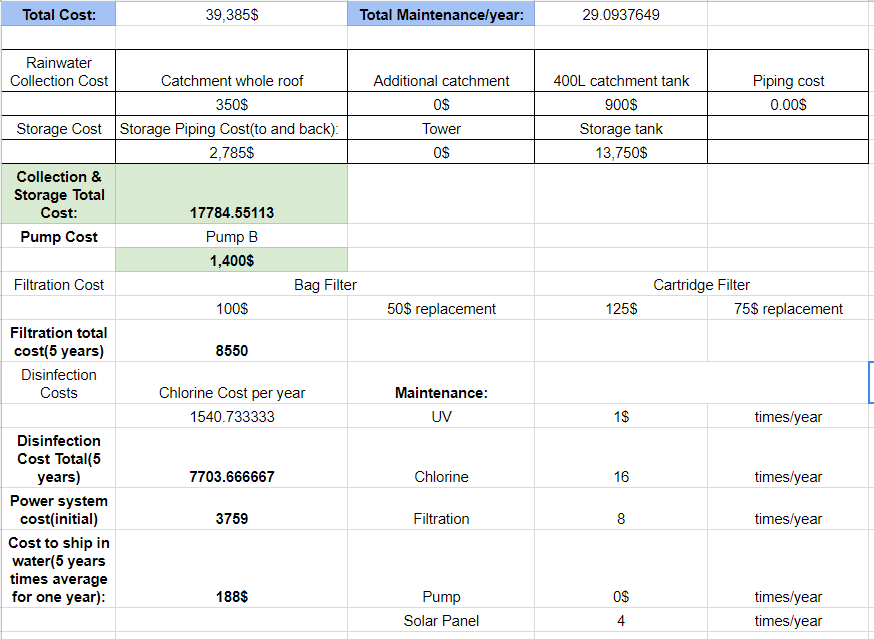 Total Cost: 39,385$ Total Maintenance/year: 29.0937649
Rainwater
Collection Cost Catchment whole roof Additional catchment 400L catchment tank Piping cost
350$ 0$ 900$ 0.00$
Storage Cost Storage Piping Cost(to and back): Tower Storage tank
2,785$ 0$ 13,750$
Collection &
Storage Total
Cost: 17784.55113
Pump Cost Pump B
1,400$
Filtration Cost Bag Filter Cartridge Filter
100$ 50$ replacement 125$ 75$ replacement
Filtration total
cost(5 years) 8550
Disinfection
Costs Chlorine Cost per year Maintenance:
1540.733333 UV 1$ times/year
Disinfection
Cost Total(5
years) 7703.666667 Chlorine 16 times/year
Power system
cost(initial) 3759 Filtration 8 times/year
Cost to ship in
water(5 years
times average
for one year): 188$ Pump 0$ times/year
Solar Panel 4 times/year